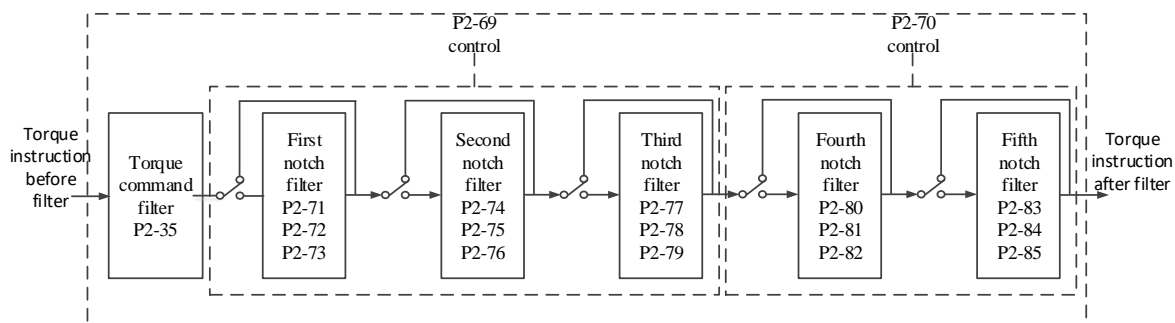 P2-69
control
P2-70
control
Torque
instruction
before
filter
Torque
command
filter
P2-35
First
notch
filter
P2-71
P2-72
P2-73
Second
notch
filter
P2-74
P2-75
P2-76
Third
notch
filter
P2-77
P2-78
P2-79
Fourth
notch
filter
P2-80
P2-81
P2-82
Fifth
notch
filter
P2-83
P2-84
P2-85
Torque
instruction
after filter